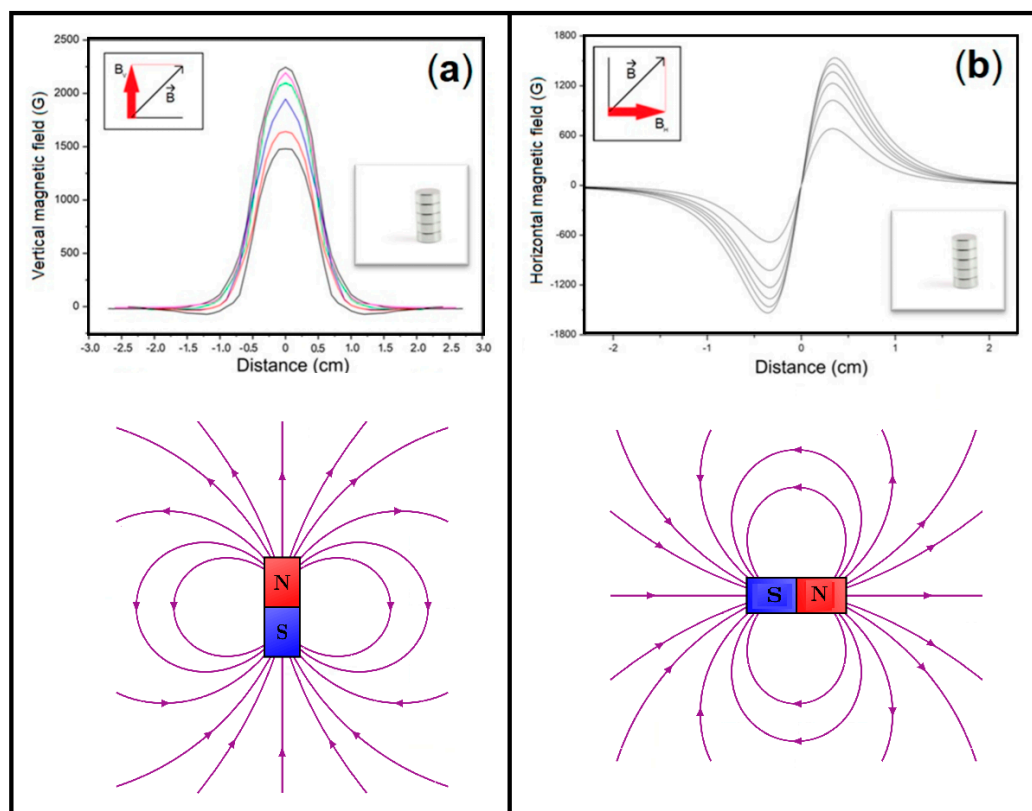 (a)
Vertical magnetic field (G)
2500
2000
1500
1000
500
0
B_V
B⃗
-3.0 -2.5 -2.0 -1.5 -1.0 -0.5 0 0.5 1.0 1.5 2.0 2.5 3.0
Distance (cm)
(b)
Horizontal magnetic field (G)
1800
1200
600
0
-600
-1200
-1800
B⃗
B_H
-2 -1 0 1 2
Distance (cm)
N
S
S N